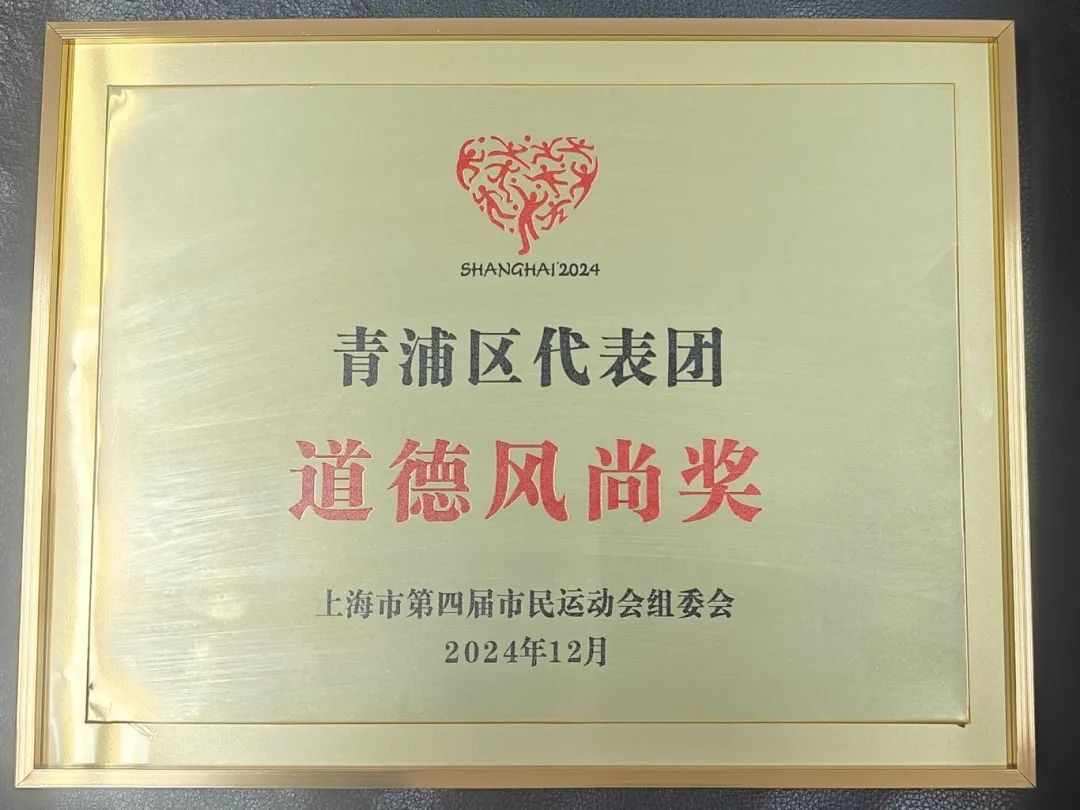 SHANGHAI'2024
青浦区代表团
道德风尚奖
上海市第四届市民运动会组委会
2024年12月